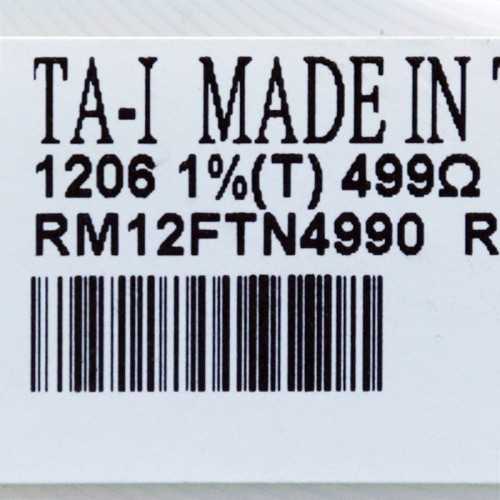 TA-I MADE IN
1206 1%(T) 499Ω
RM12FTN4990 R